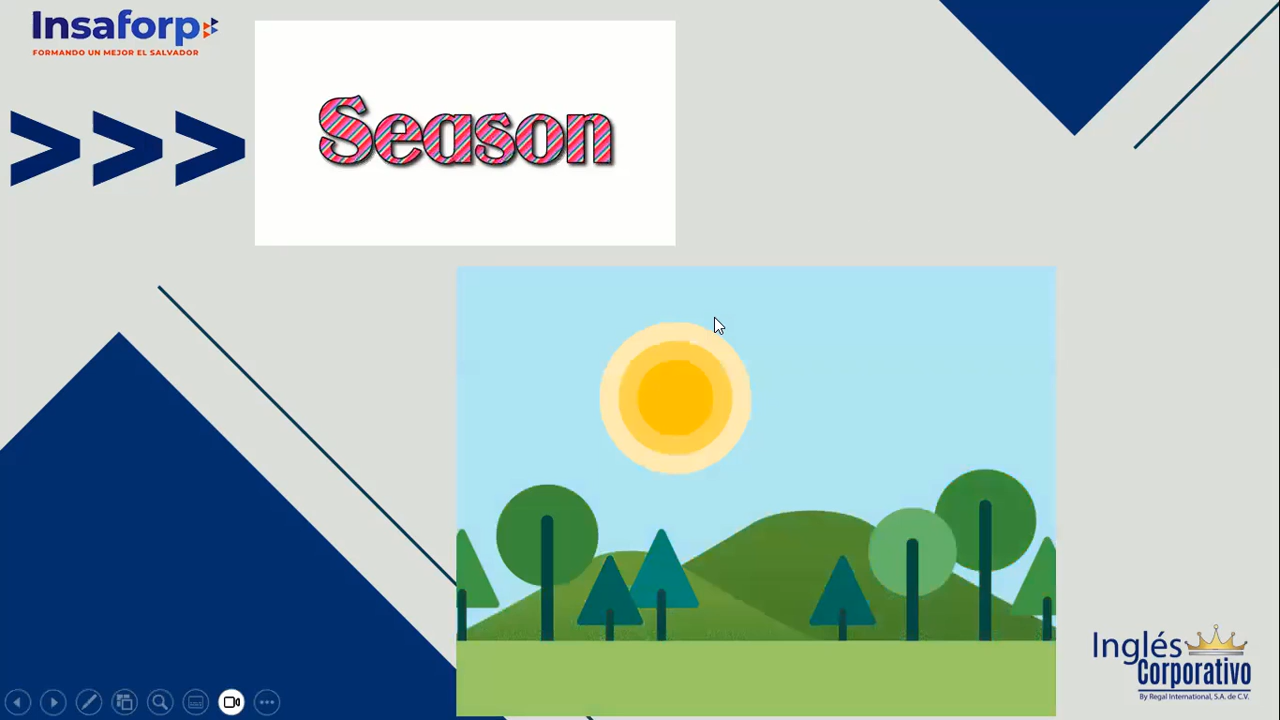 Insaforp
FORMANDO UN MEJOR EL SALVADOR
>>>
Season
Inglés
Corporativo
By Regal International, S.A. de C.V.